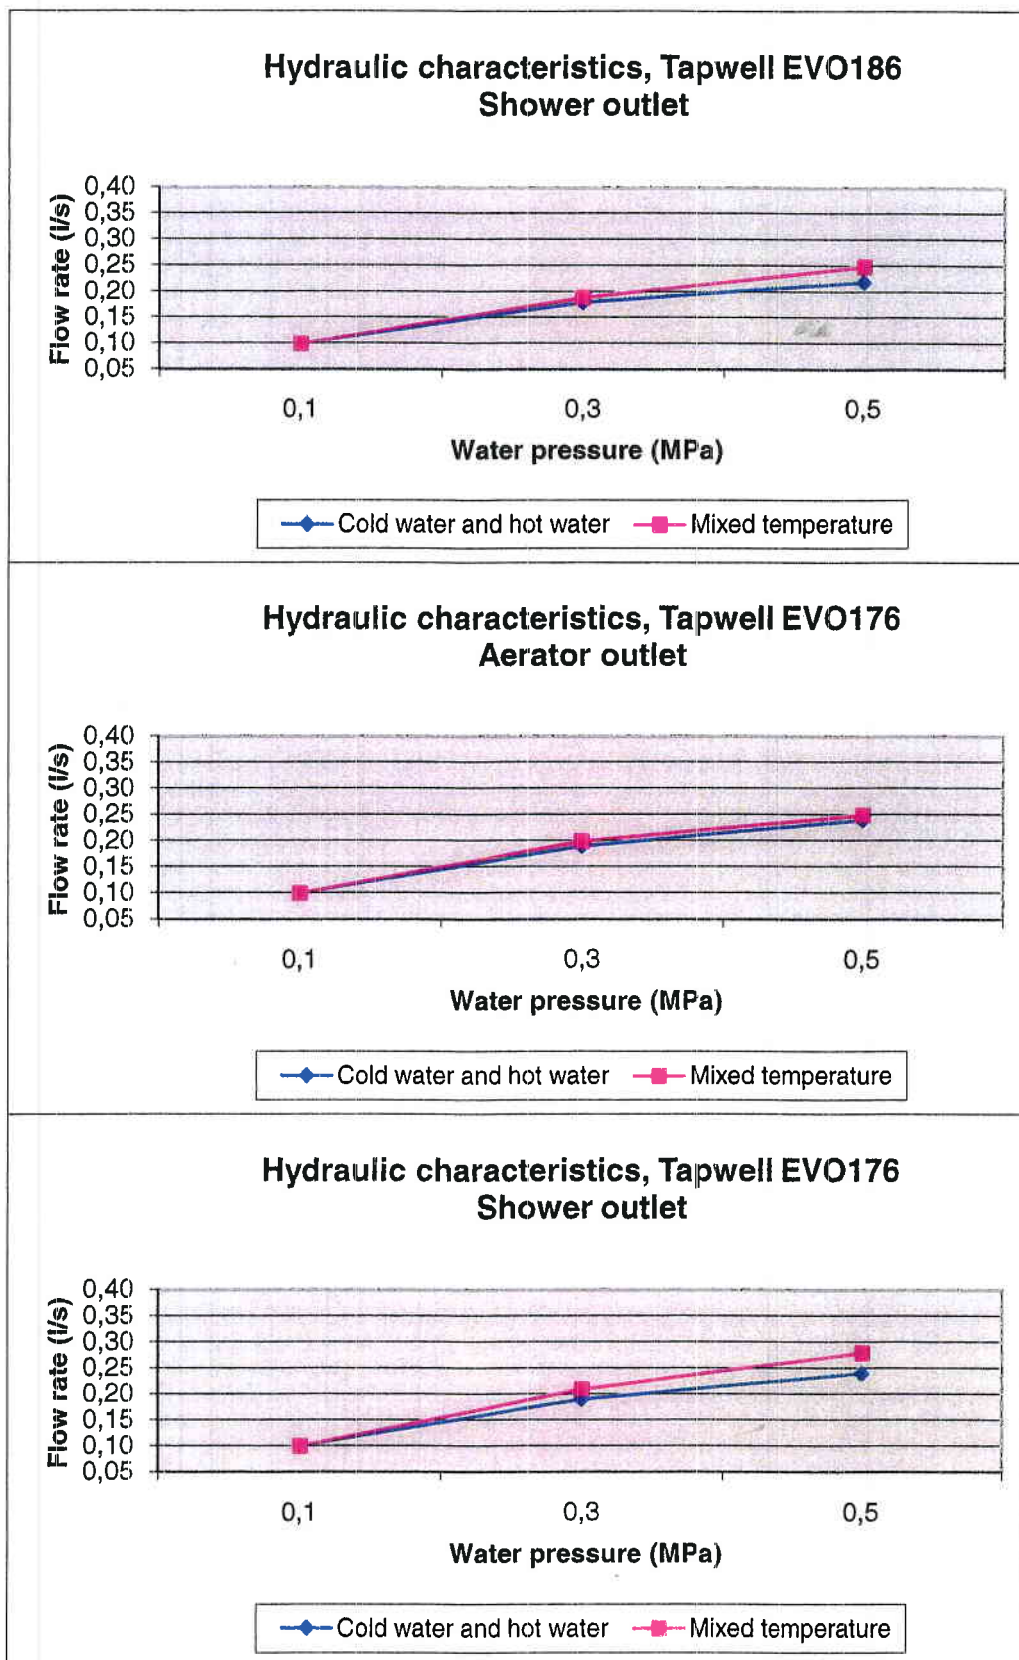 Hydraulic characteristics, Tapwell EVO186
Shower outlet
Flow rate (l/s)
0,40
0,35
0,30
0,25
0,20
0,15
0,10
0,05
0,1 0,3 0,5
Water pressure (MPa)
Cold water and hot water Mixed temperature
Hydraulic characteristics, Tapwell EVO176
Aerator outlet
Flow rate (l/s)
0,40
0,35
0,30
0,25
0,20
0,15
0,10
0,05
0,1 0,3 0,5
Water pressure (MPa)
Cold water and hot water Mixed temperature
Hydraulic characteristics, Tapwell EVO176
Shower outlet
Flow rate (l/s)
0,40
0,35
0,30
0,25
0,20
0,15
0,10
0,05
0,1 0,3 0,5
Water pressure (MPa)
Cold water and hot water Mixed temperature